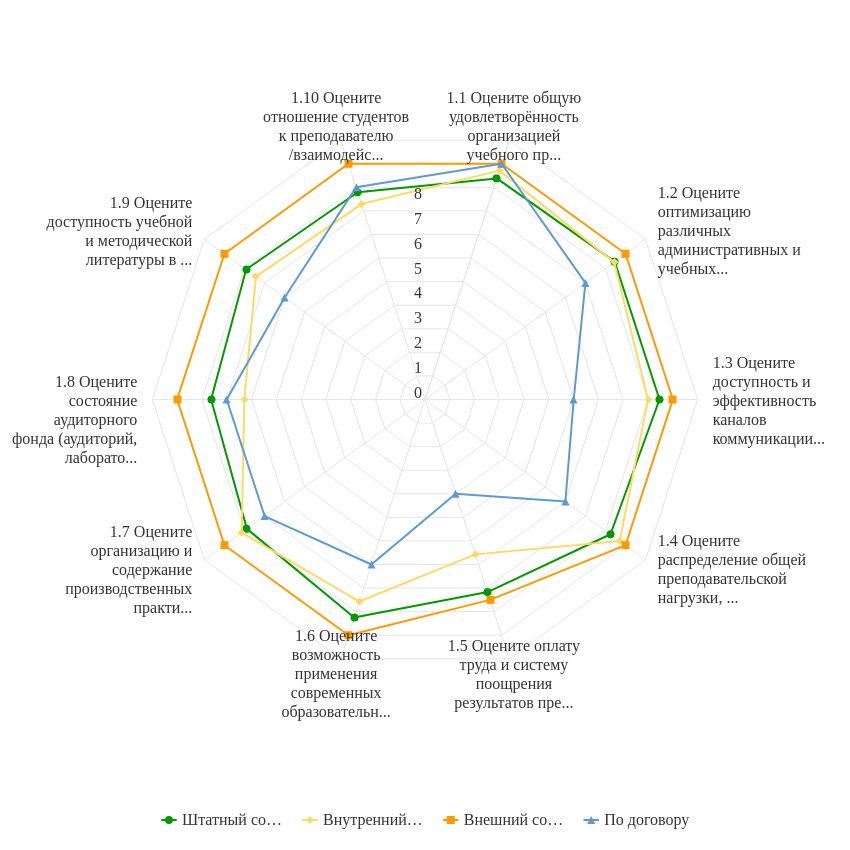 1.10 Оцените
отношение студентов
к преподавателю
/взаимодейс...
1.1 Оцените общую
удовлетворённость
организацией
учебного пр...
1.2 Оцените
оптимизацию
различных
административных и
учебных...
1.9 Оцените
доступность учебной
и методической
литературы в ...
8
7
6
5
4
3
2
1
0
1.3 Оцените
доступность и
эффективность
каналов
коммуникации...
1.8 Оцените
состояние
аудиторного
фонда (аудиторий,
лаборато...
1.7 Оцените
организацию и
содержание
производственных
практи...
1.4 Оцените
распределение общей
преподавательской
нагрузки, ...
1.6 Оцените
возможность
применения
современных
образовательн...
1.5 Оцените оплату
труда и систему
поощрения
результатов пре...
Штатный со…
Внутренний…
Внешний со…
По договору